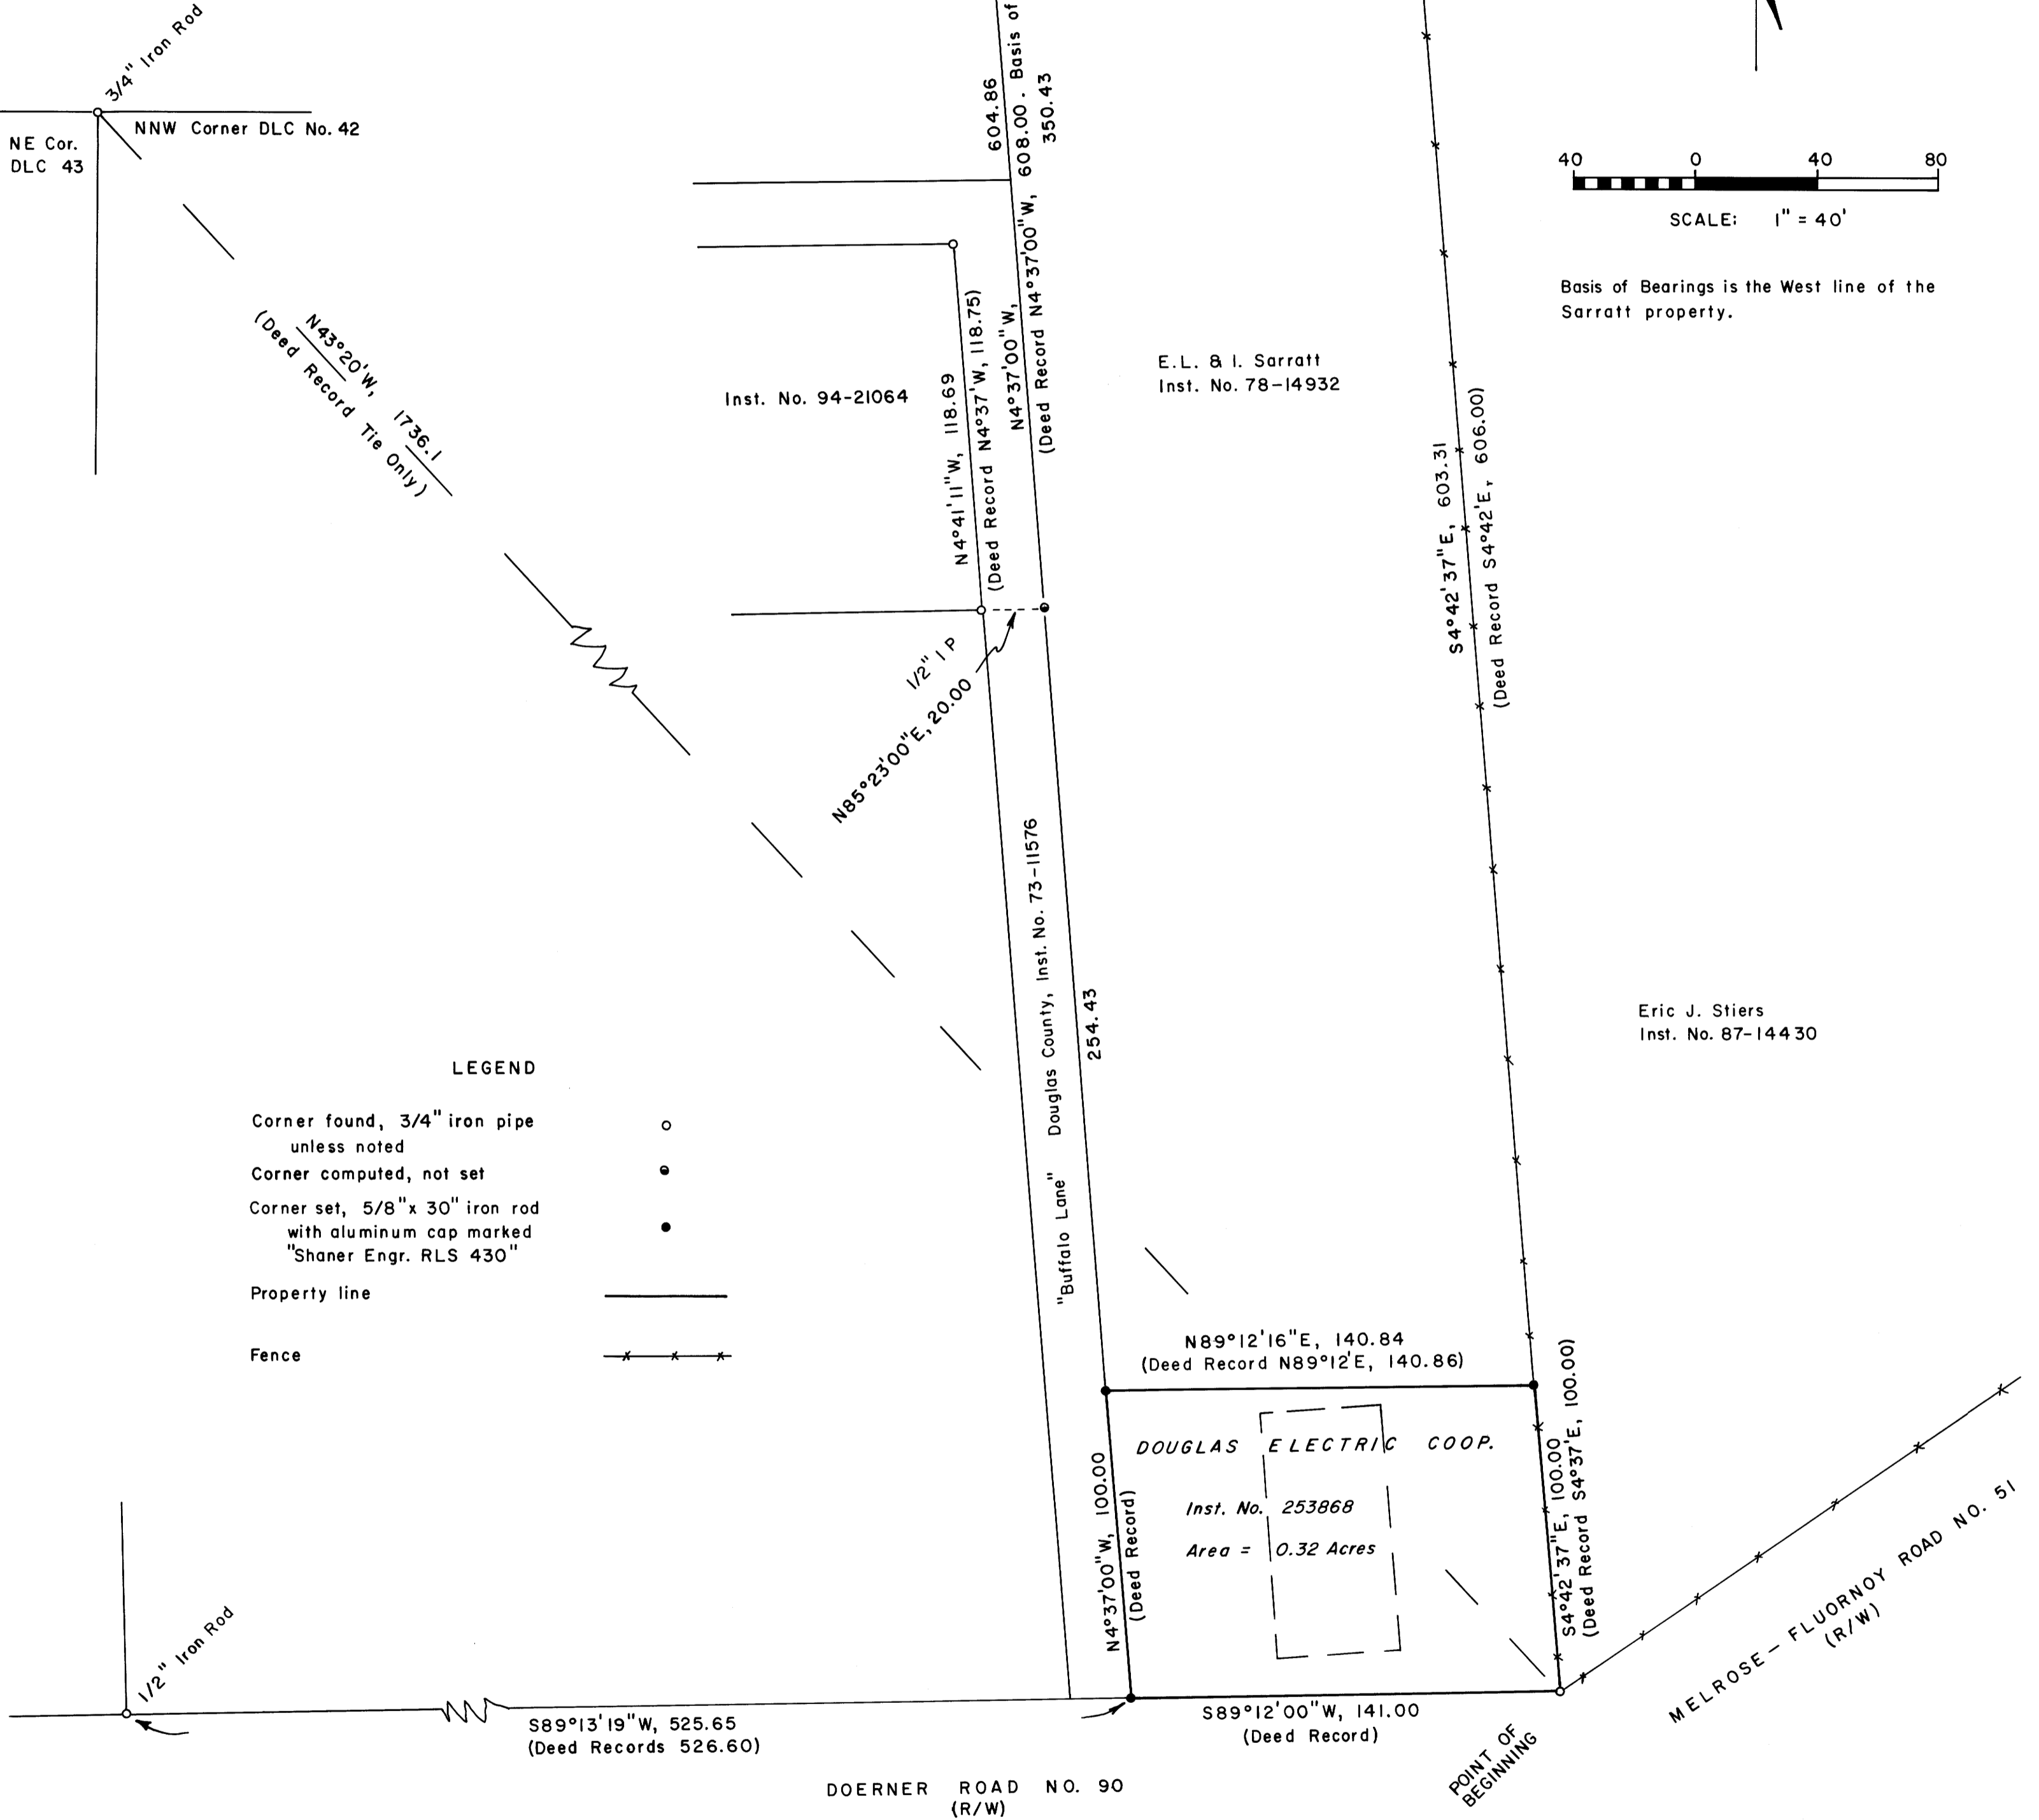 3/4" Iron Rod
NNW Corner DLC No. 42
NE Cor.
DLC 43
N43°20'W, 1736.1
(Deed Record Tie Only)
604.86
N4°37'00"W, 608.00. Basis of
350.43
(Deed Record N4°37'00"W,
40 0 40 80
SCALE: 1" = 40'
Basis of Bearings is the West line of the
Sarratt property.
Inst. No. 94-21064
N4°41'11"W, 118.69
(Deed Record N4°37'W, 118.75)
E.L. & I. Sarratt
Inst. No. 78-14932
S4°42'37"E, 603.31
(Deed Record S4°42'E, 606.00)
1/2" I P
N85°23'00"E, 20.00
"Buffalo Lane" Douglas County, Inst. No. 73-11576
254.43
Eric J. Stiers
Inst. No. 87-14430
LEGEND
Corner found, 3/4" iron pipe
unless noted
Corner computed, not set
Corner set, 5/8" x 30" iron rod
with aluminum cap marked
"Shaner Engr. RLS 430"
Property line
Fence
N89°12'16"E, 140.84
(Deed Record N89°12'E, 140.86)
DOUGLAS ELECTRIC COOP.
Inst. No. 253868
Area = 0.32 Acres
N4°37'00"W, 100.00
(Deed Record)
S4°42'37"E, 100.00
(Deed Record S4°37'E, 100.00)
1/2" Iron Rod
S89°13'19"W, 525.65
(Deed Records 526.60)
S89°12'00"W, 141.00
(Deed Record)
POINT OF
BEGINNING
MELROSE - FLUORNOY ROAD NO. 51
(R/W)
DOERNER ROAD NO. 90
(R/W)